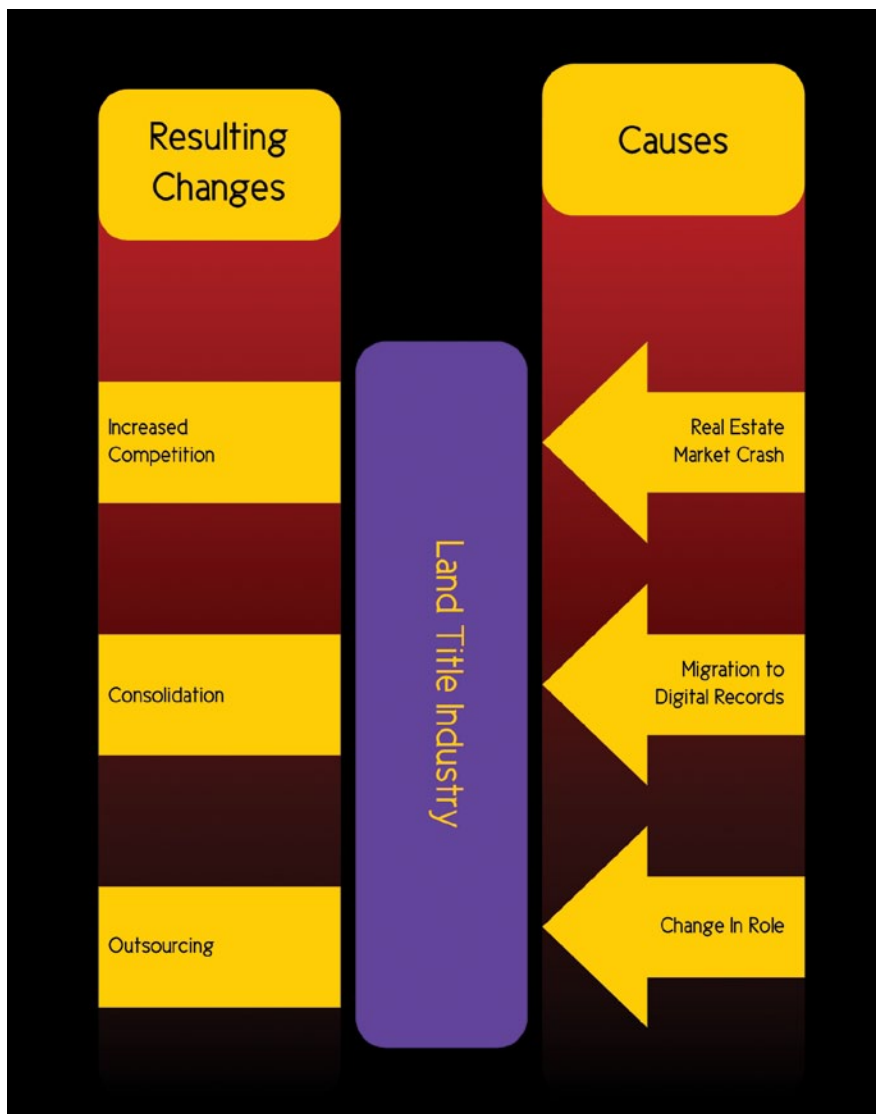 Resulting
Changes
Increased
Competition
Consolidation
Outsourcing
Land Title Industry
Causes
Real Estate
Market Crash
Migration to
Digital Records
Change In Role